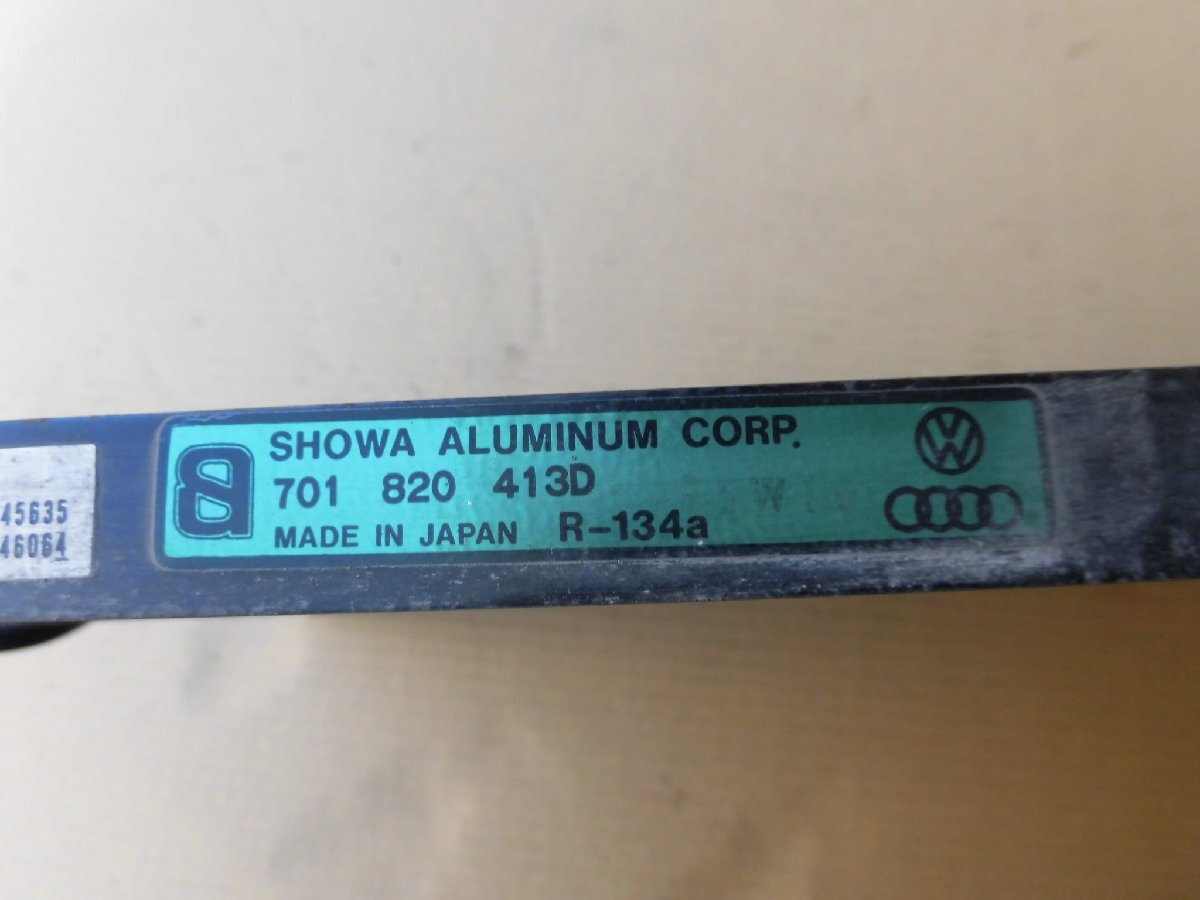 45635
46064
SHOWA ALUMINUM CORP.
701 820 413D
MADE IN JAPAN R-134a